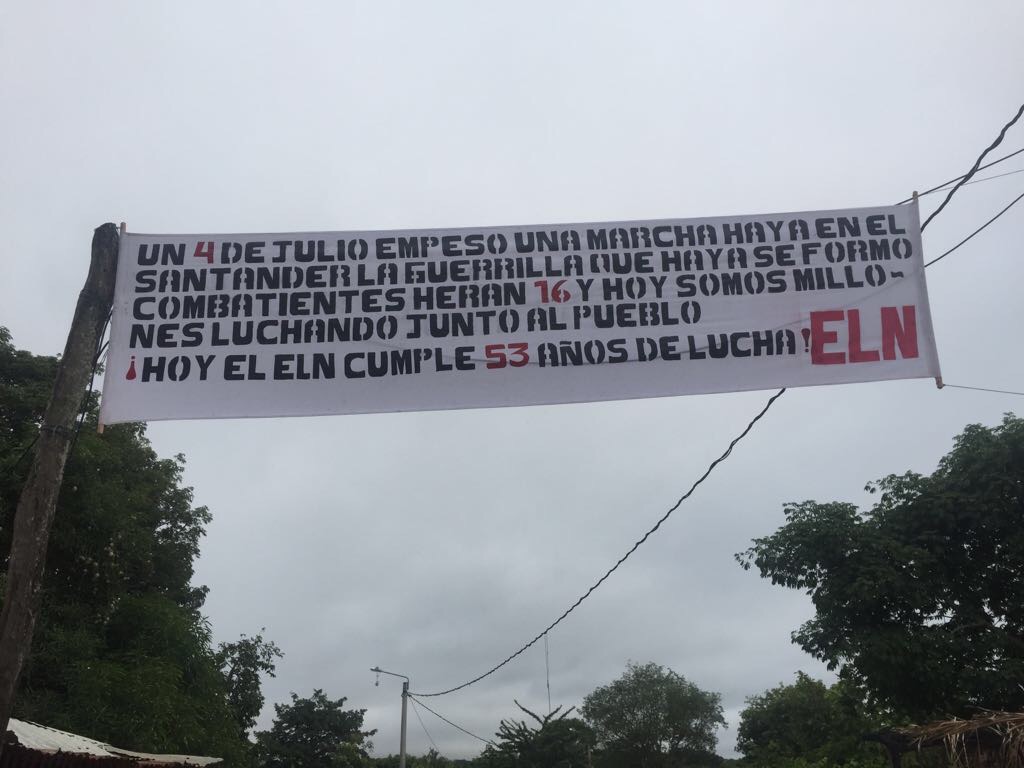 UN 4 DE JULIO EMPESO UNA MARCHA HAYA EN EL
SANTANDER LA GUERRILLA QUE HAYA SE FORMO
COMBATIENTES HERAN 16 Y HOY SOMOS MILLO-
NES LUCHANDO JUNTO AL PUEBLO
¡HOY EL ELN CUMPLE 53 AÑOS DE LUCHA! ELN